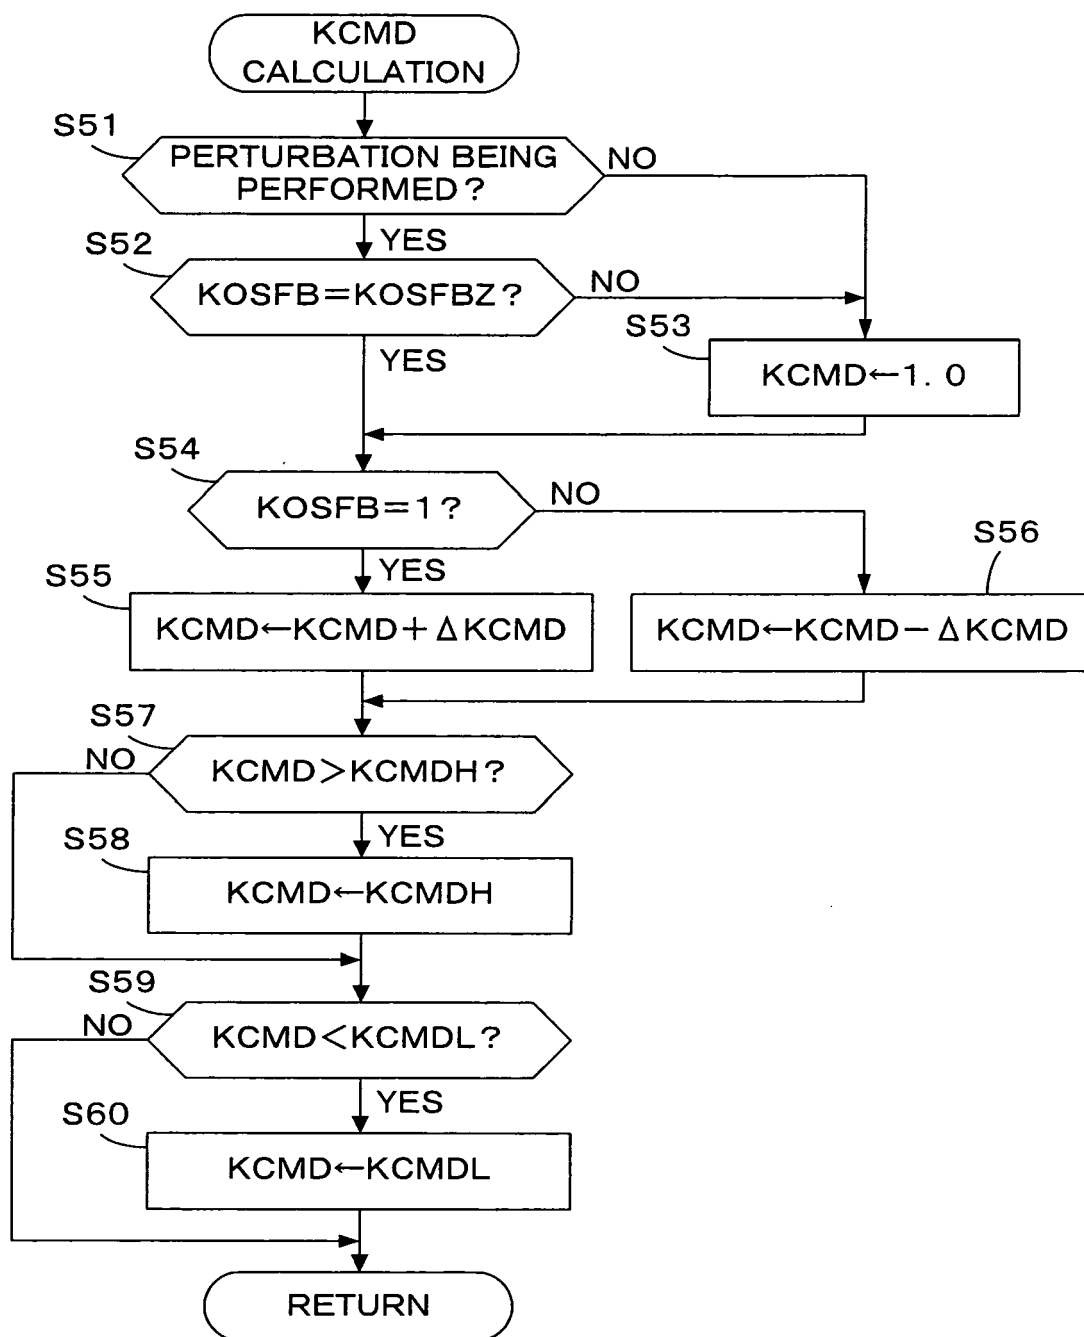 KCMD
CALCULATION
S51
PERTURBATION BEING
PERFORMED?
NO
YES
S52
KOSFB=KOSFBZ?
NO
YES
S53
KCMD←1. 0
S54
KOSFB=1?
NO
YES
S55
KCMD←KCMD+ΔKCMD
S56
KCMD←KCMD−ΔKCMD
S57
NO
KCMD>KCMDH?
YES
S58
KCMD←KCMDH
S59
NO
KCMD<KCMDL?
YES
S60
KCMD←KCMDL
RETURN